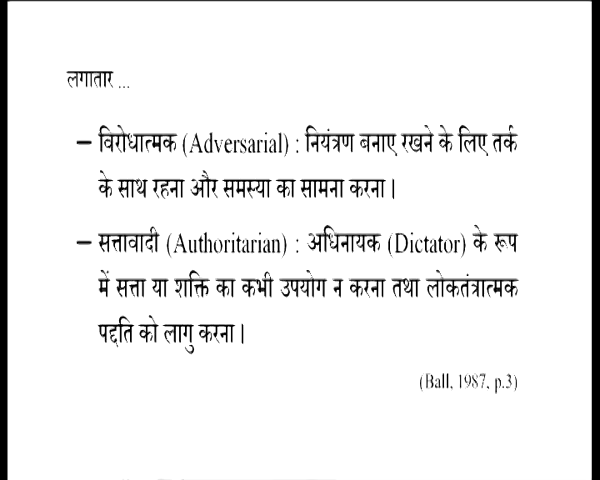 लगातार ...
– विरोधात्मक (Adversarial) : नियंत्रण बनाए रखने के लिए तर्क
के साथ रहना और समस्या का सामना करना।
– सत्तावादी (Authoritarian) : अधिनायक (Dictator) के रूप
में सत्ता या शक्ति का कभी उपयोग न करना तथा लोकतंत्रात्मक
पद्दति को लागु करना।
(Ball, 1987, p.3)